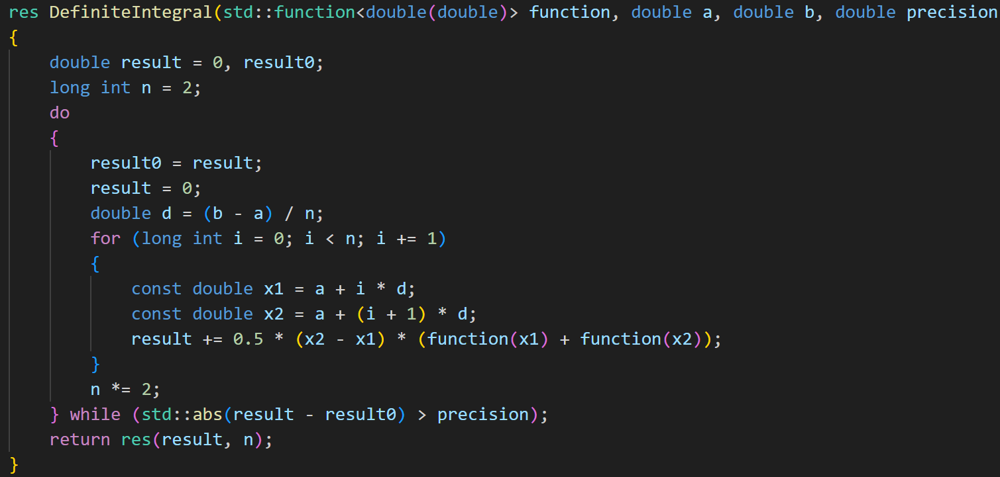 res DefiniteIntegral(std::function<double(double)> function, double a, double b, double precision
{
    double result = 0, result0;
    long int n = 2;
    do
    {
        result0 = result;
        result = 0;
        double d = (b - a) / n;
        for (long int i = 0; i < n; i += 1)
        {
            const double x1 = a + i * d;
            const double x2 = a + (i + 1) * d;
            result += 0.5 * (x2 - x1) * (function(x1) + function(x2));
        }
        n *= 2;
    } while (std::abs(result - result0) > precision);
    return res(result, n);
}